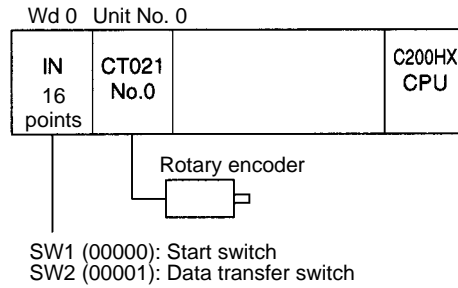 Wd 0 Unit No. 0
IN
16
points
CT021
No.0
C200HX
CPU
Rotary encoder
SW1 (00000): Start switch
SW2 (00001): Data transfer switch